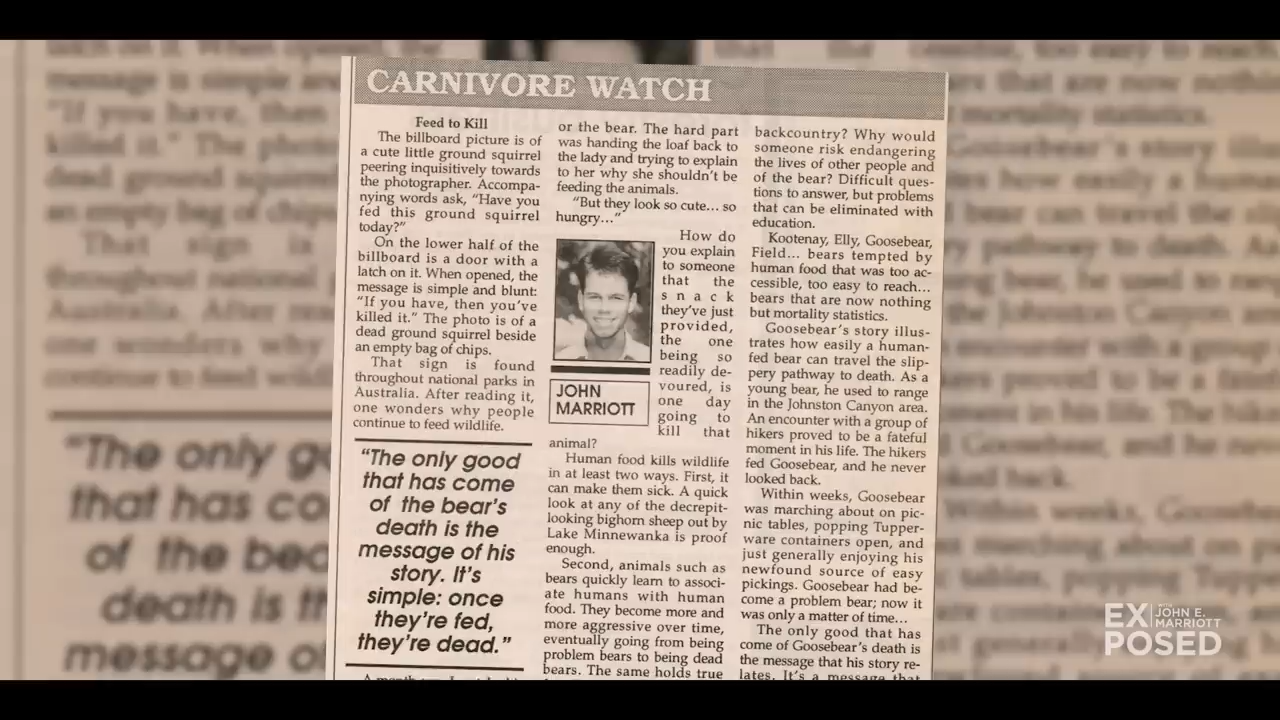 CARNIVORE WATCH
Feed to Kill
The billboard picture is of
a cute little ground squirrel
peering inquisitively towards
the photographer. Accompa-
nying words ask, "Have you
fed this ground squirrel
today?"
On the lower half of the
billboard is a door with a
latch on it. When opened, the
message is simple and blunt:
"If you have, then you've
killed it." The photo is of a
dead ground squirrel beside
an empty bag of chips.
That sign is found
throughout national parks in
Australia. After reading it,
one wonders why people
continue to feed wildlife.
"The only good
that has come
of the bear's
death is the
message of his
story. It's
simple: once
they're fed,
they're dead."
or the bear. The hard part
was handing the loaf back to
the lady and trying to explain
to her why she shouldn't be
feeding the animals.
"But they look so cute... so
hungry..."
How do
you explain
to someone
that the
snack
they've just
provided,
the one
being so
readily de-
voured, is
one day
going to
kill that
animal?
JOHN
MARRIOTT
Human food kills wildlife
in at least two ways. First, it
can make them sick. A quick
look at any of the decrepit-
looking bighorn sheep out by
Lake Minnewanka is proof
enough.
Second, animals such as
bears quickly learn to associ-
ate humans with human
food. They become more and
more aggressive over time,
eventually going from being
problem bears to being dead
bears. The same holds true
backcountry? Why would
someone risk endangering
the lives of other people and
of the bear? Difficult ques-
tions to answer, but problems
that can be eliminated with
education.
Kootenay, Elly, Goosebear,
Field... bears tempted by
human food that was too ac-
cessible, too easy to reach...
bears that are now nothing
but mortality statistics.
Goosebear's story illus-
trates how easily a human-
fed bear can travel the slip-
pery pathway to death. As a
young bear, he used to range
in the Johnston Canyon area.
An encounter with a group of
hikers proved to be a fateful
moment in his life. The hikers
fed Goosebear, and he never
looked back.
Within weeks, Goosebear
was marching about on pic-
nic tables, popping Tupper-
ware containers open, and
just generally enjoying his
newfound source of easy
pickings. Goosebear had be-
come a problem bear; now it
was only a matter of time...
The only good that has
come of Goosebear's death is
the message that his story re-
lates. It's a message that
EXPOSED
WITH
JOHN E.
MARRIOTT